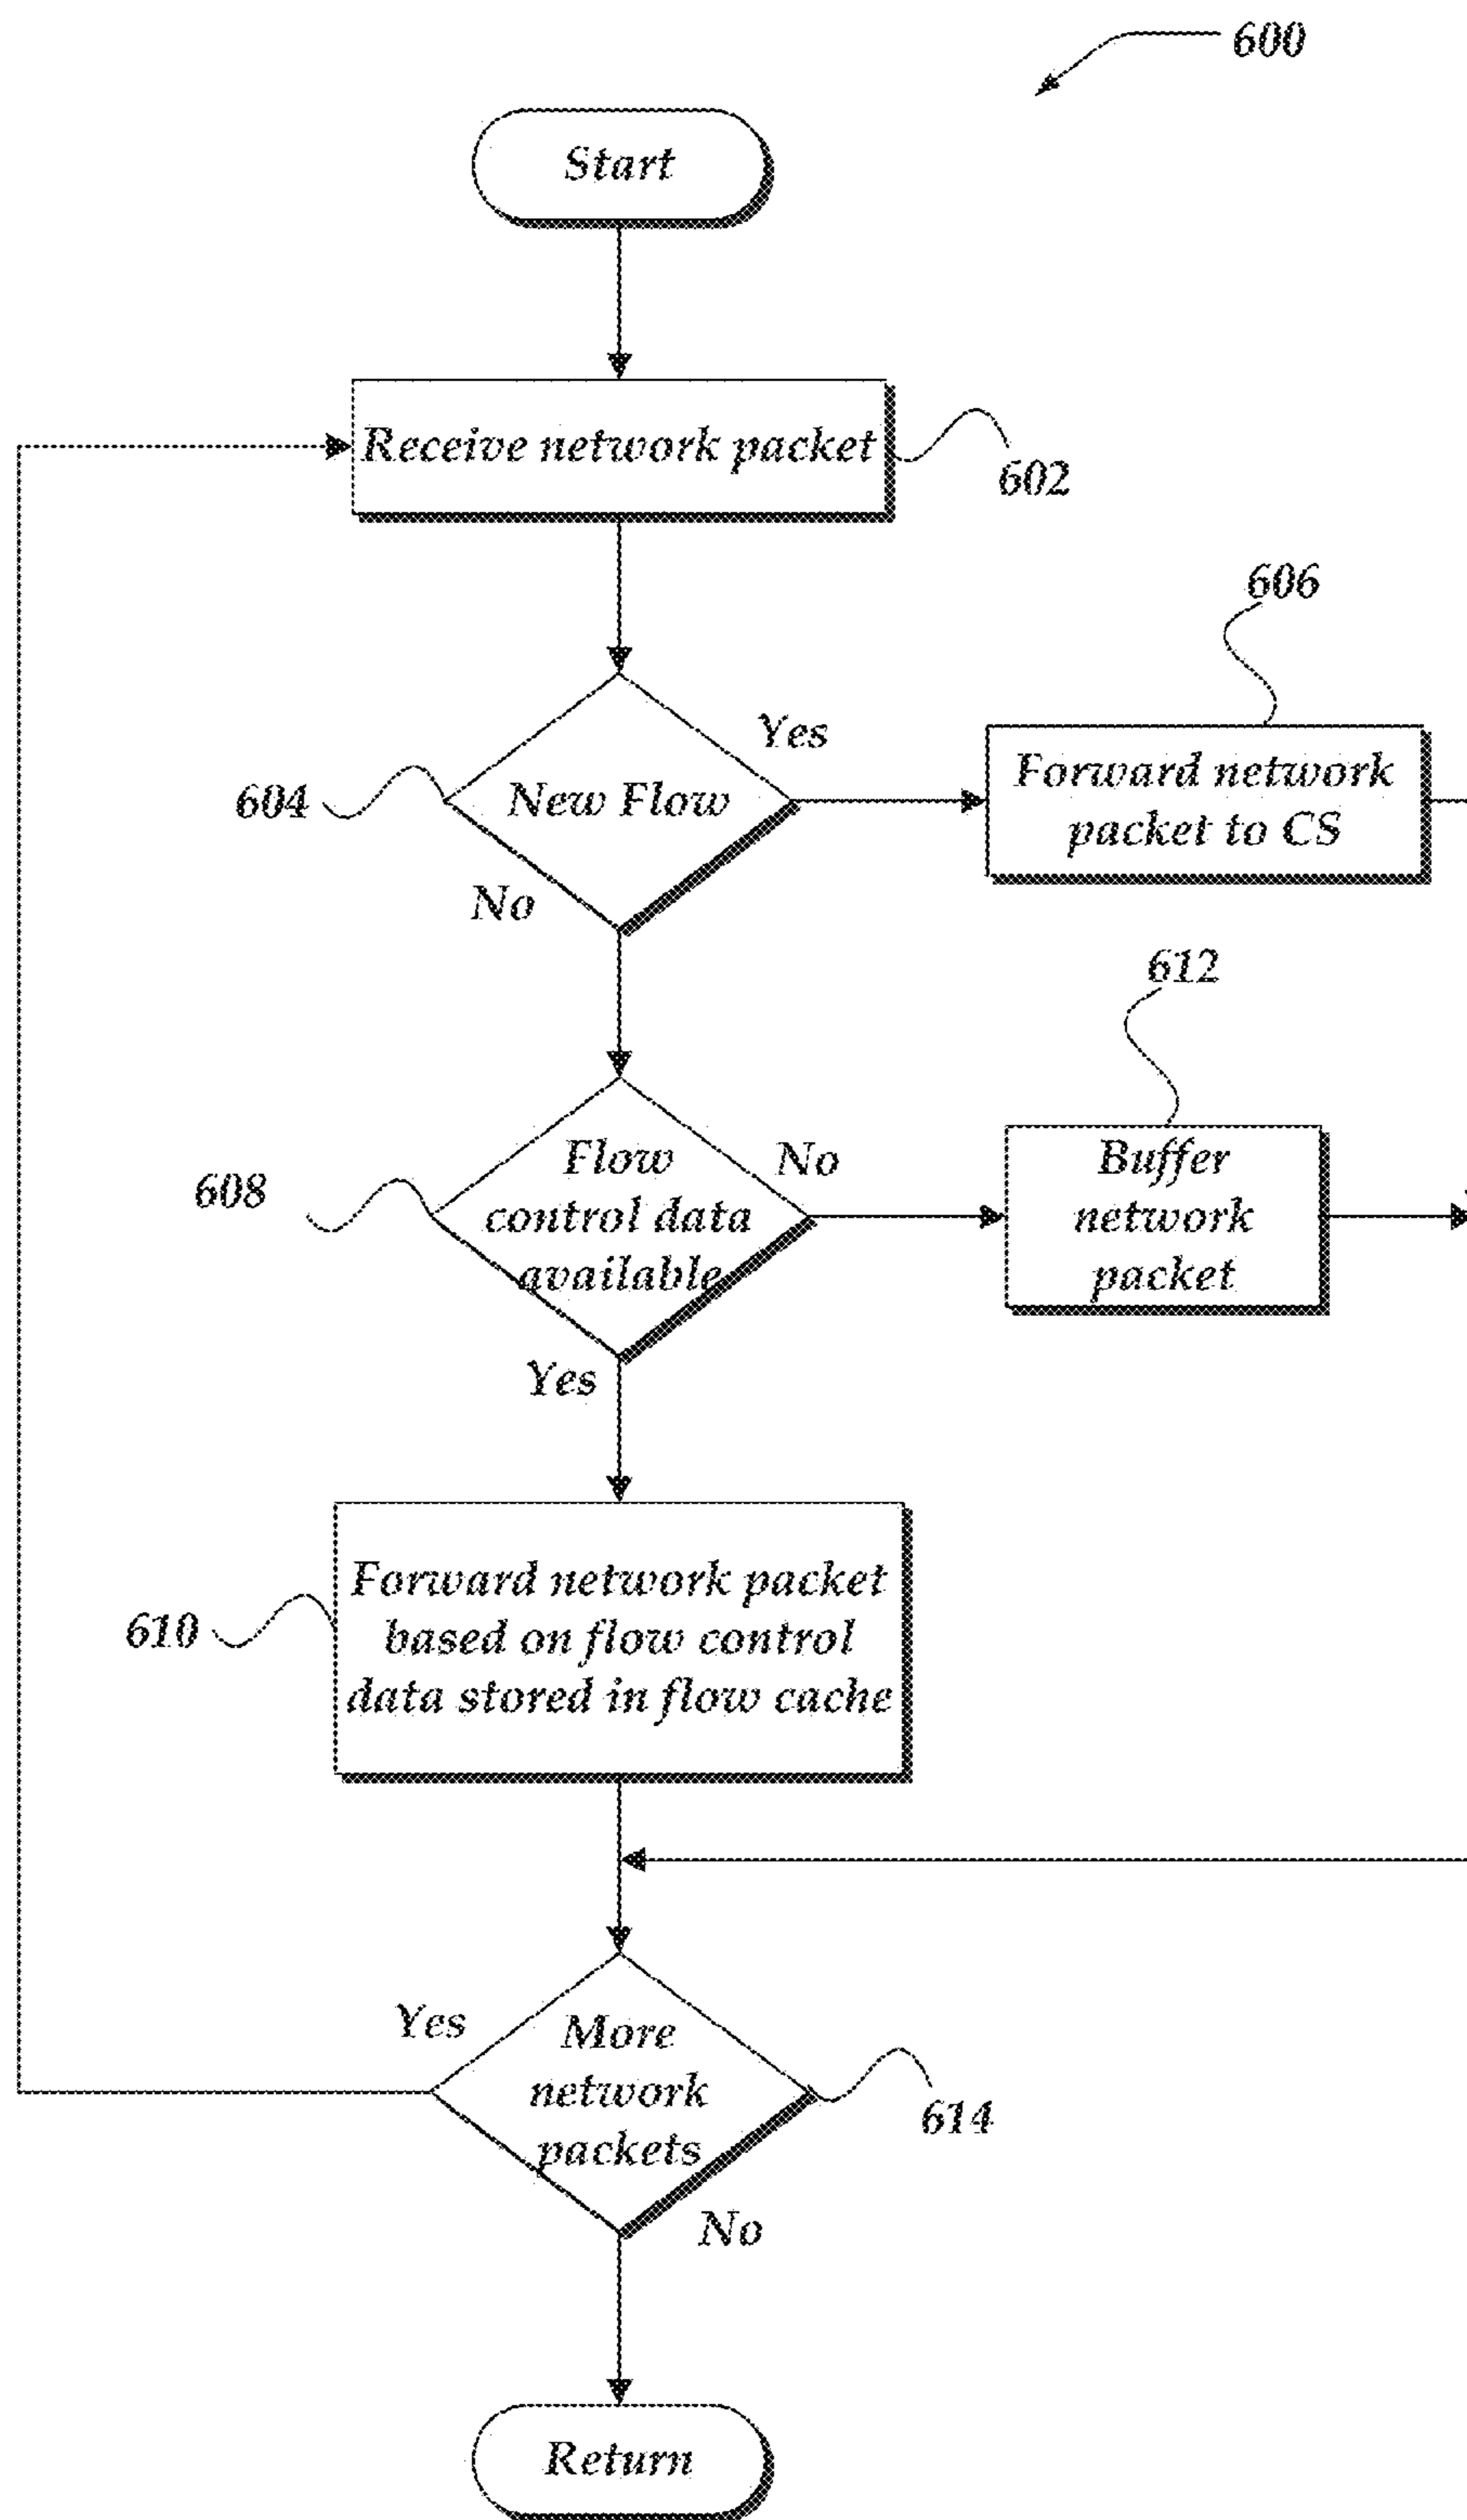 600
Start
Receive network packet
602
606
Yes
Forward network
packet to CS
604
New Flow
No
612
608
Flow
control data
available
No
Buffer
network
packet
Yes
610
Forward network packet
based on flow control
data stored in flow cache
Yes
More
network
packets
614
No
Return